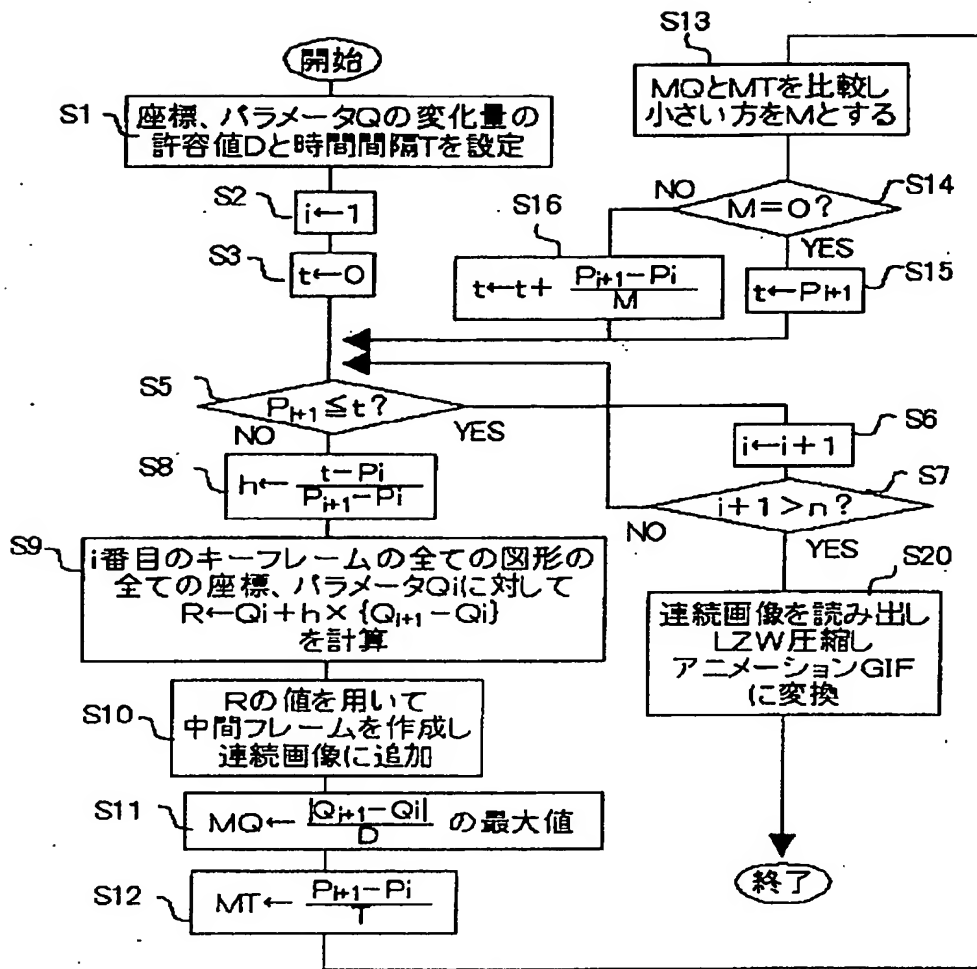 開始
S1
座標、パラメータQの変化量の
許容値Dと時間間隔Tを設定
S2
i←1
S3
t←0
S5
Pi+1≦t?
NO
YES
S8
h←
t-Pi
Pi+1-Pi
S9
i番目のキーフレームの全ての図形の
全ての座標、パラメータQiに対して
R←Qi+h×{Qi+1-Qi}
を計算
S10
Rの値を用いて
中間フレームを作成し
連続画像に追加
S11
MQ← |Qi+1-Qi| の最大値
D
S12
MT← Pi+1-Pi
T
S13
MQとMTを比較し
小さい方をMとする
S14
M=0?
NO
YES
S15
t←Pi+1
S16
t←t+ Pi+1-Pi
M
S6
i←i+1
S7
i+1>n?
NO
YES
S20
連続画像を読み出し
LZW圧縮し
アニメーションGIF
に変換
終了